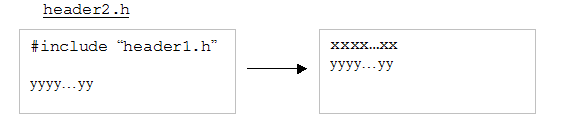 header2.h
#include “header1.h”
yyyy...yy
xxxx...xx
yyyy...yy